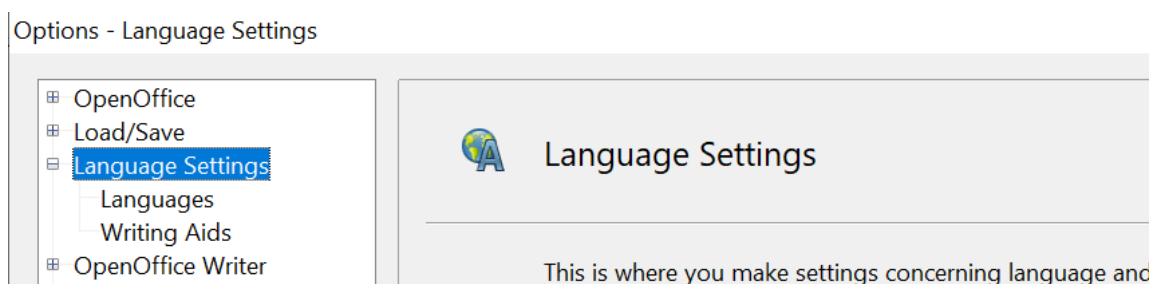 Options - Language Settings
OpenOffice
Load/Save
Language Settings
Languages
Writing Aids
OpenOffice Writer
Language Settings
This is where you make settings concerning language and